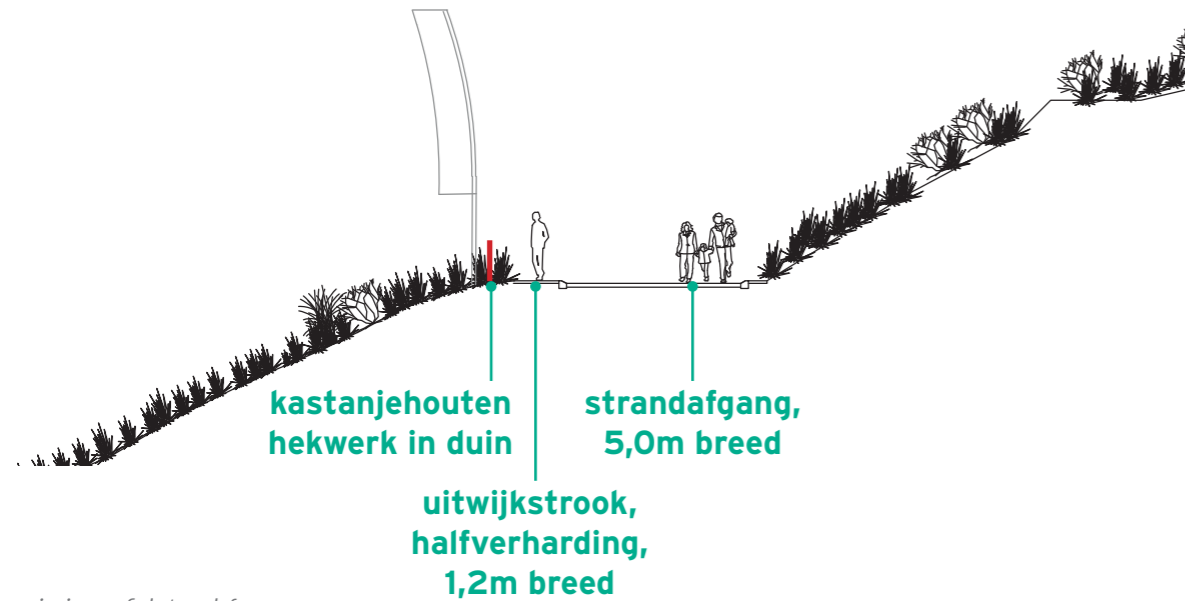 kastanjehouten
hekwerk in duin
strandafgang,
5,0m breed
uitwijkstrook,
halfverharding,
1,2m breed